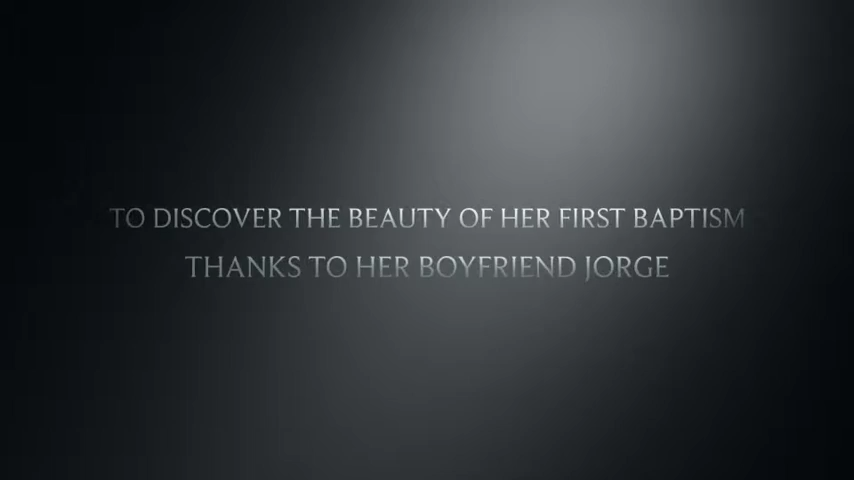 TO DISCOVER THE BEAUTY OF HER FIRST BAPTISM
THANKS TO HER BOYFRIEND JORGE